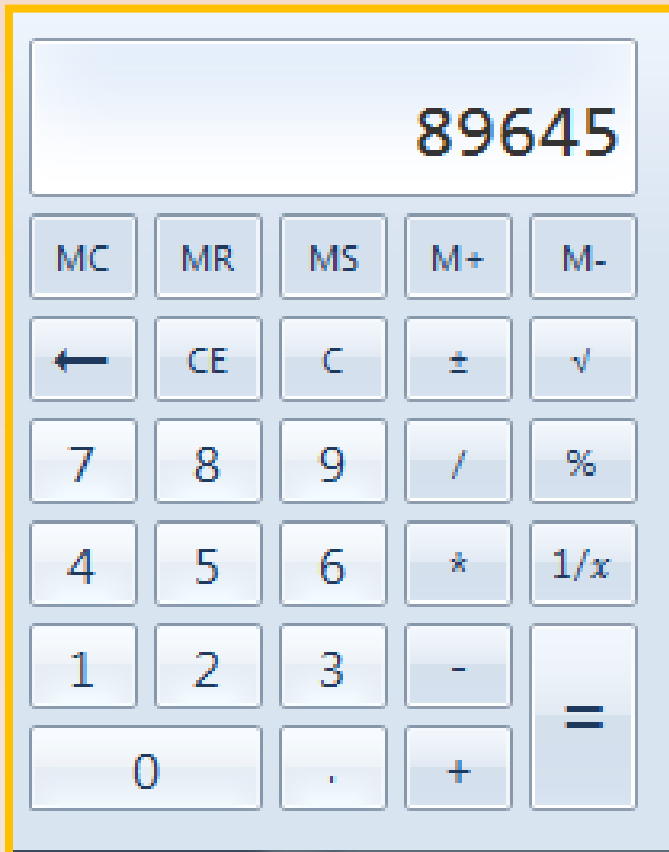 89645
MC MR MS M+ M-
← CE C ± √
7 8 9 / %
4 5 6 * 1/x
1 2 3 - =
0 . +